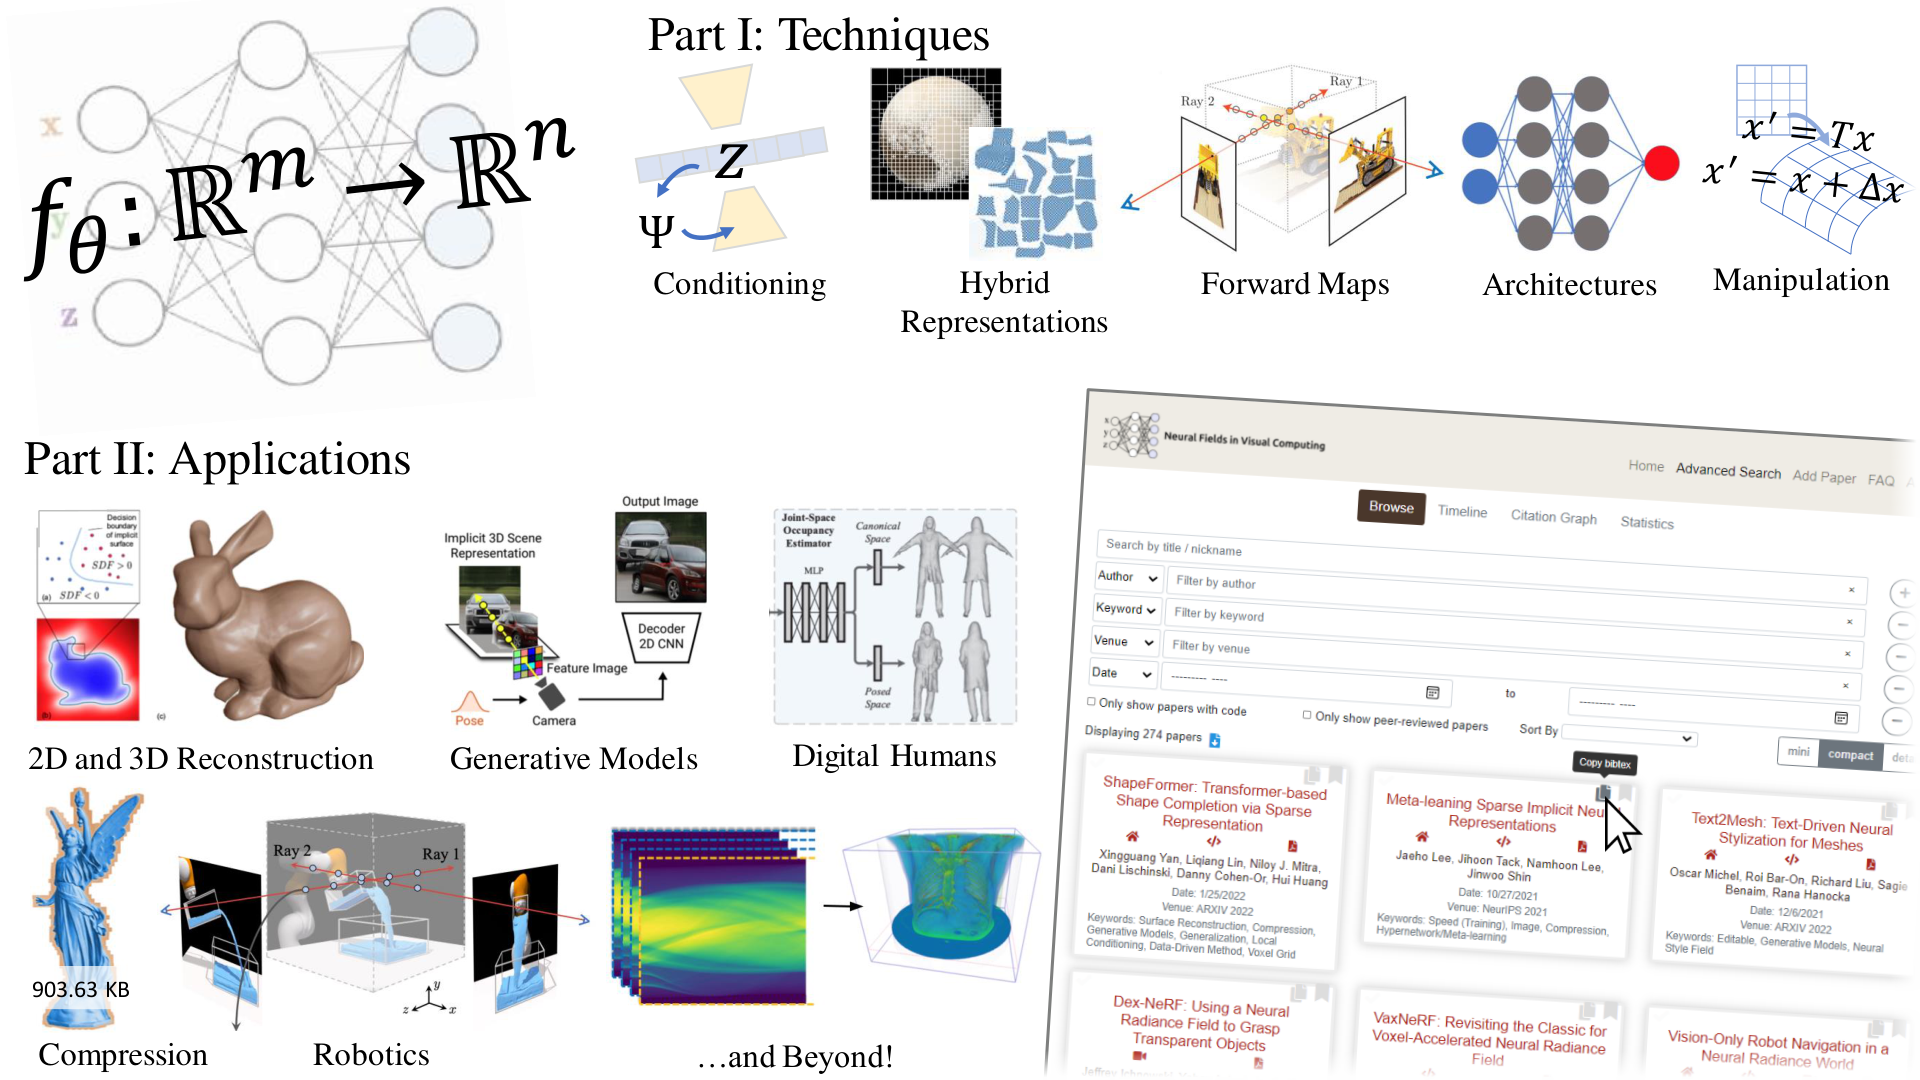 x
y
z
f_θ: ℝ^m → ℝ^n
Part I: Techniques
Z
Ψ
Conditioning
Hybrid
Representations
Ray 1
Ray 2
Forward Maps
Architectures
x′ = Tx
x′ = x + Δx
Manipulation
Part II: Applications
Decision
boundary
of implicit
surface
SDF > 0
SDF < 0
(a)
(b)
(c)
2D and 3D Reconstruction
Implicit 3D Scene
Representation
Output Image
Decoder
2D CNN
Feature Image
Pose
Camera
Generative Models
Joint-Space
Occupancy
Estimator
MLP
Canonical
Space
Posed
Space
Digital Humans
903.63 KB
Compression
Ray 2
Ray 1
y
z
x
Robotics
…and Beyond!
x
y
z
Neural Fields in Visual Computing
Home Advanced Search Add Paper FAQ
Browse Timeline Citation Graph Statistics
Search by title / nickname
Author Filter by author ×
Keyword Filter by keyword ×
Venue Filter by venue ×
Date --------- ---- to --------- ---- ×
Only show papers with code Only show peer-reviewed papers Sort By
Displaying 274 papers
mini compact
Copy bibtex
ShapeFormer: Transformer-based
Shape Completion via Sparse
Representation
Xingguang Yan, Liqiang Lin, Niloy J. Mitra,
Dani Lischinski, Danny Cohen-Or, Hui Huang
Date: 1/25/2022
Venue: ARXIV 2022
Keywords: Surface Reconstruction, Compression,
Generative Models, Generalization, Local
Conditioning, Data-Driven Method, Voxel Grid
Meta-leaning Sparse Implicit Neu
Representations
Jaeho Lee, Jihoon Tack, Namhoon Lee,
Jinwoo Shin
Date: 10/27/2021
Venue: NeurIPS 2021
Keywords: Speed (Training), Image, Compression,
Hypernetwork/Meta-learning
Text2Mesh: Text-Driven Neural
Stylization for Meshes
Oscar Michel, Roi Bar-On, Richard Liu, Sagie
Benaim, Rana Hanocka
Date: 12/6/2021
Venue: ARXIV 2022
Keywords: Editable, Generative Models, Neural
Style Field
Dex-NeRF: Using a Neural
Radiance Field to Grasp
Transparent Objects
VaxNeRF: Revisiting the Classic for
Voxel-Accelerated Neural Radiance
Field
Vision-Only Robot Navigation in a
Neural Radiance World